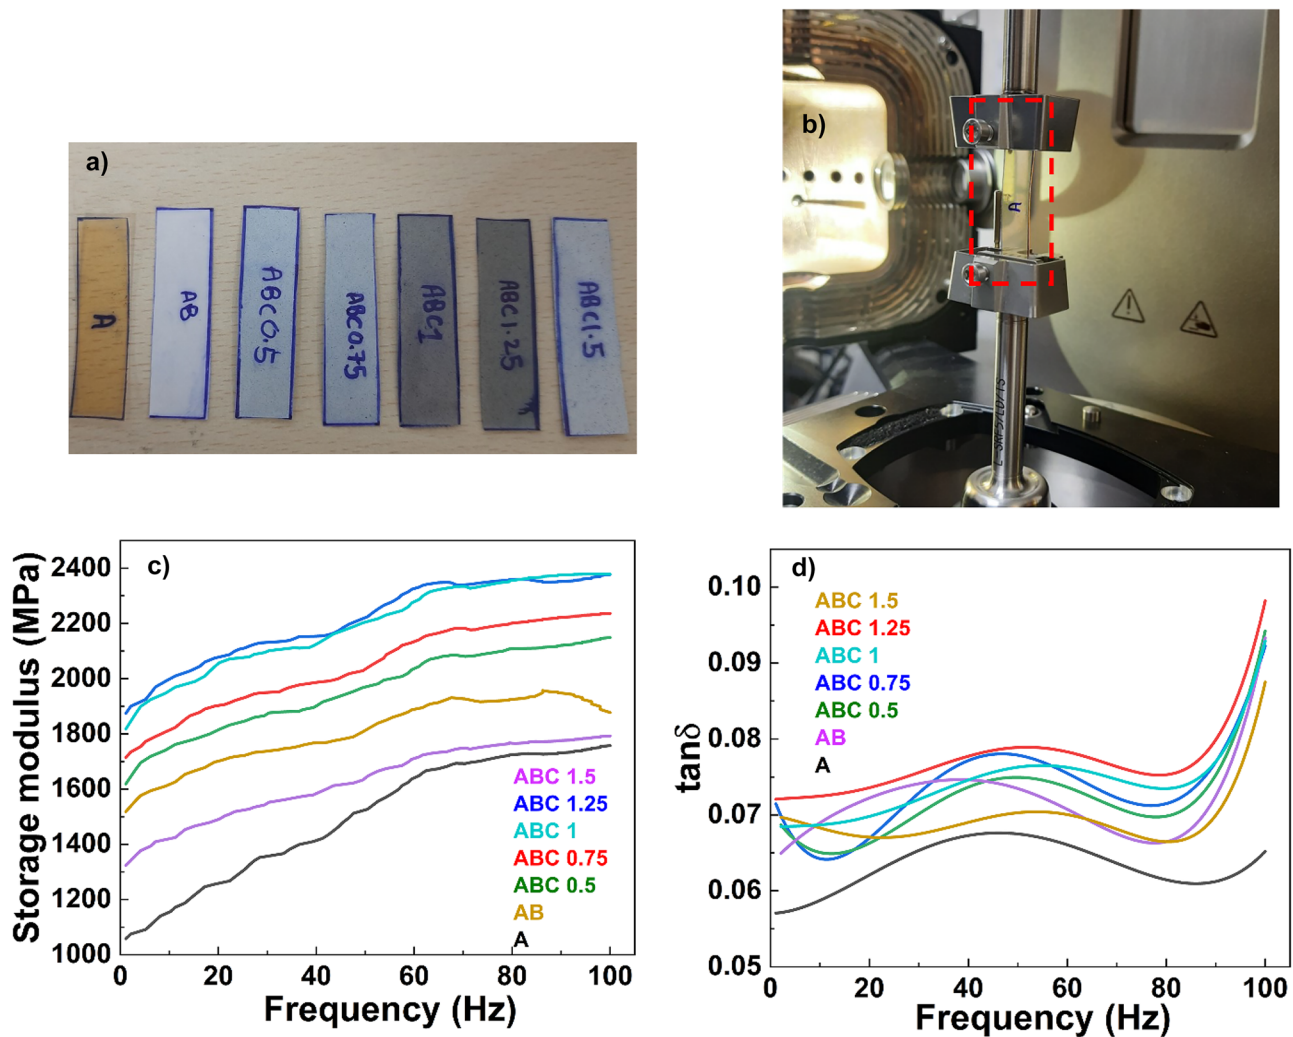 a)
A
AB
ABC0.5
ABC0.75
ABC1
ABC1.25
ABC1.5
b)
A
L-SRF5/LD/TS
c)
Storage modulus (MPa)
2400
2200
2000
1800
1600
1400
1200
1000
ABC 1.5
ABC 1.25
ABC 1
ABC 0.75
ABC 0.5
AB
A
0
20
40
60
80
100
Frequency (Hz)
d)
tanδ
0.10
0.09
0.08
0.07
0.06
0.05
ABC 1.5
ABC 1.25
ABC 1
ABC 0.75
ABC 0.5
AB
A
0
20
40
60
80
100
Frequency (Hz)